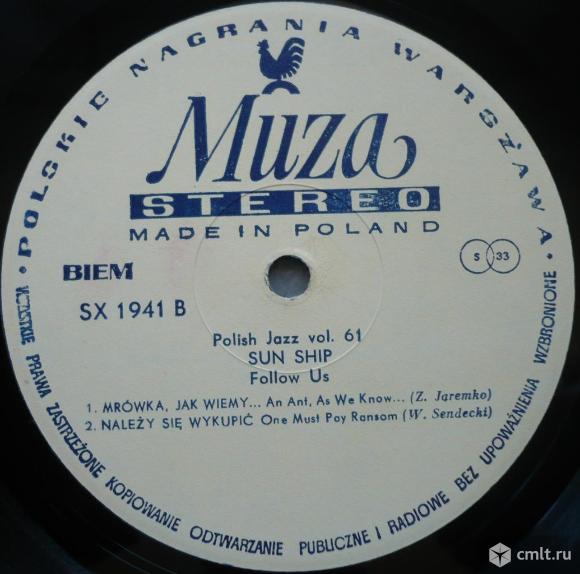 POLSKIE NAGRANIA WARSZAWA
Muza
STEREO
MADE IN POLAND
BIEM
S 33
SX 1941 B
Polish Jazz vol. 61
SUN SHIP
Follow Us
1. MRÓWKA, JAK WIEMY... An Ant, As We Know... (Z. Jaremko)
2. NALEŻY SIĘ WYKUPIĆ One Must Pay Ransom (W. Sendecki)
WSZYSTKIE PRAWA ZASTRZEŻONE KOPIOWANIE ODTWARZANIE PUBLICZNE I RADIOWE BEZ UPOWAŻNIENIA WZBRONIONE
cmlt.ru